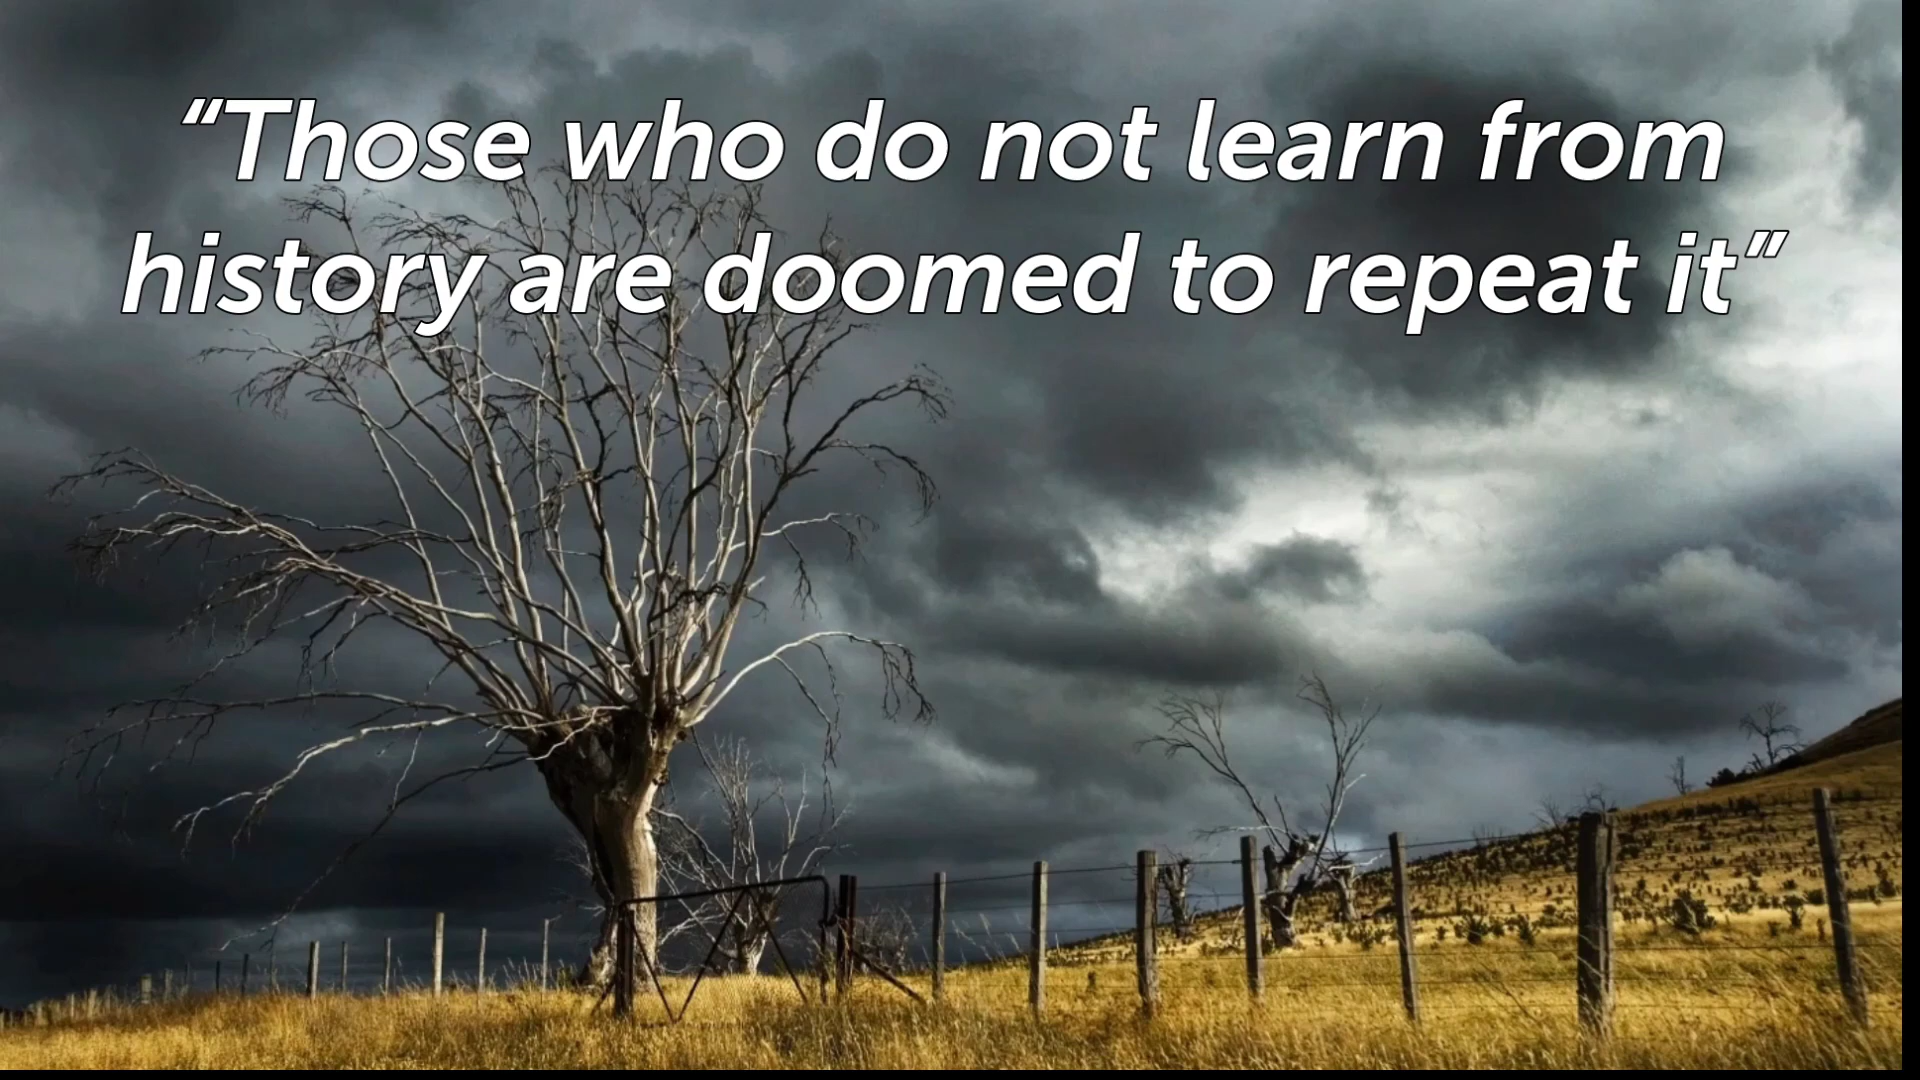 “Those who do not learn from
history are doomed to repeat it”